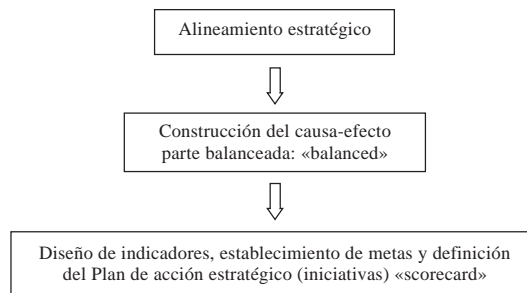 Alineamiento estratégico
Construcción del causa-efecto
parte balanceada: «balanced»
Diseño de indicadores, establecimiento de metas y definición
del Plan de acción estratégico (iniciativas) «scorecard»